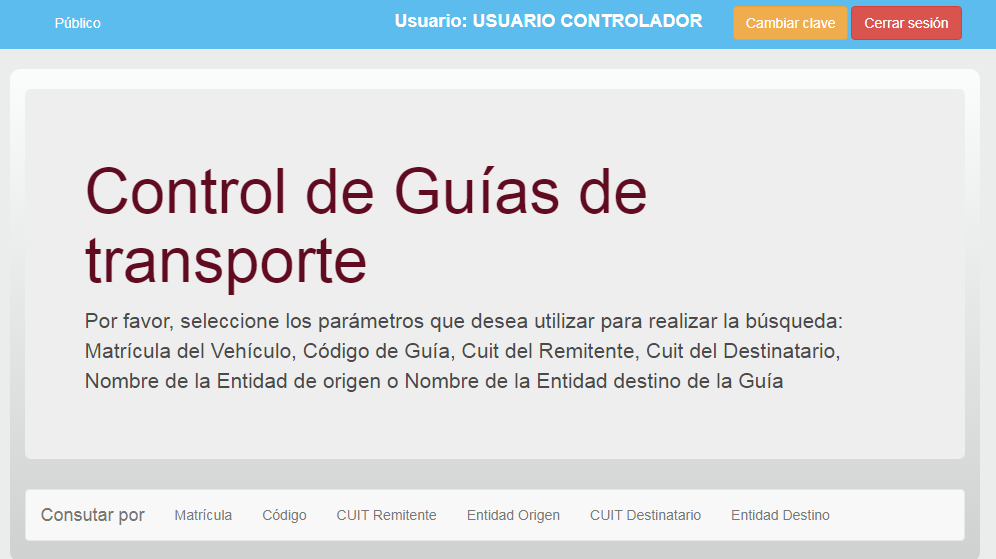 Público Usuario: USUARIO CONTROLADOR Cambiar clave Cerrar sesión
Control de Guías de
transporte
Por favor, seleccione los parámetros que desea utilizar para realizar la búsqueda:
Matrícula del Vehículo, Código de Guía, Cuit del Remitente, Cuit del Destinatario,
Nombre de la Entidad de origen o Nombre de la Entidad destino de la Guía
Consutar por Matrícula Código CUIT Remitente Entidad Origen CUIT Destinatario Entidad Destino